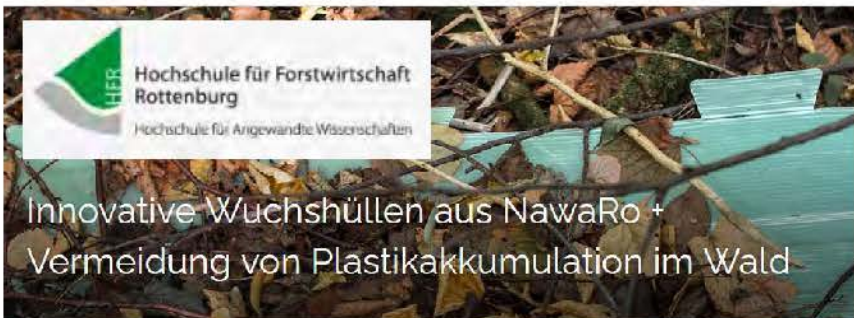 HFR
Hochschule für Forstwirtschaft
Rottenburg
Hochschule für Angewandte Wissenschaften
Innovative Wuchshüllen aus NawaRo +
Vermeidung von Plastikakkumulation im Wald